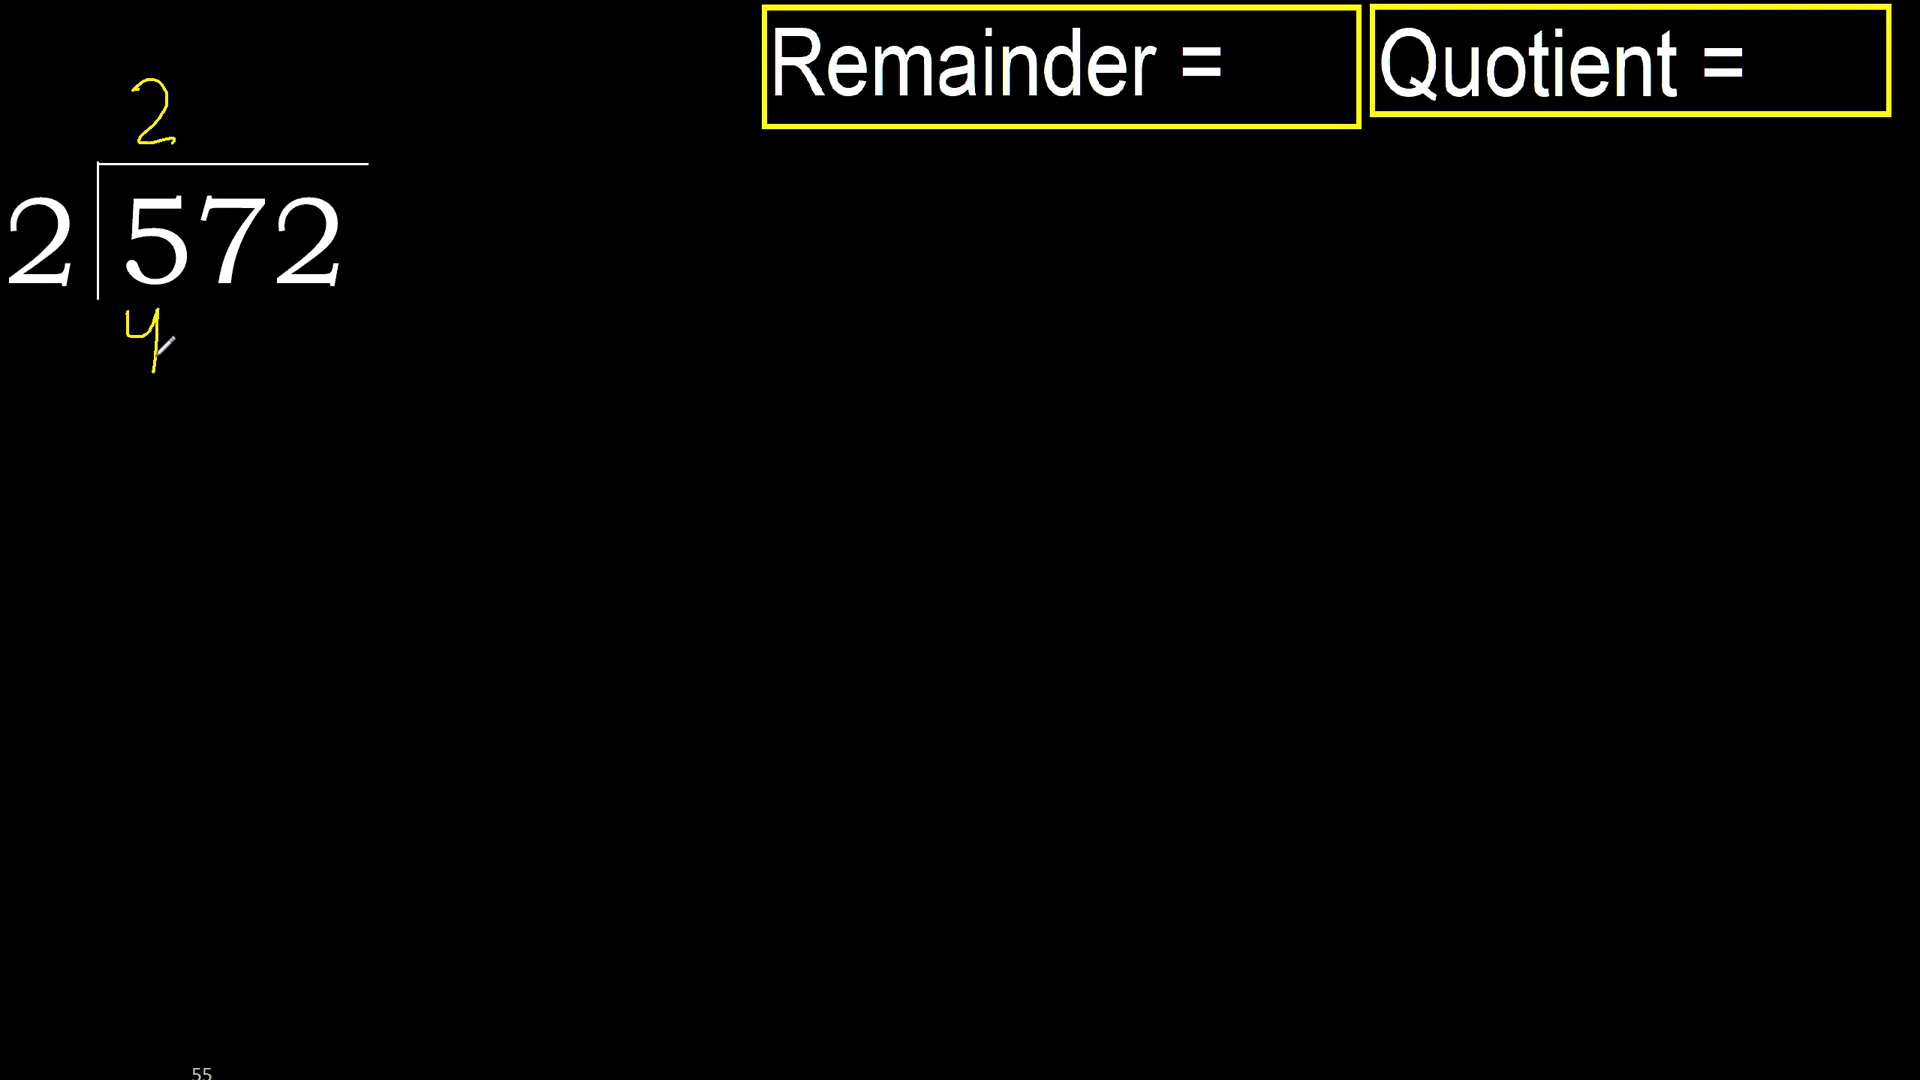 Remainder = Quotient =
2
2 572
4
55